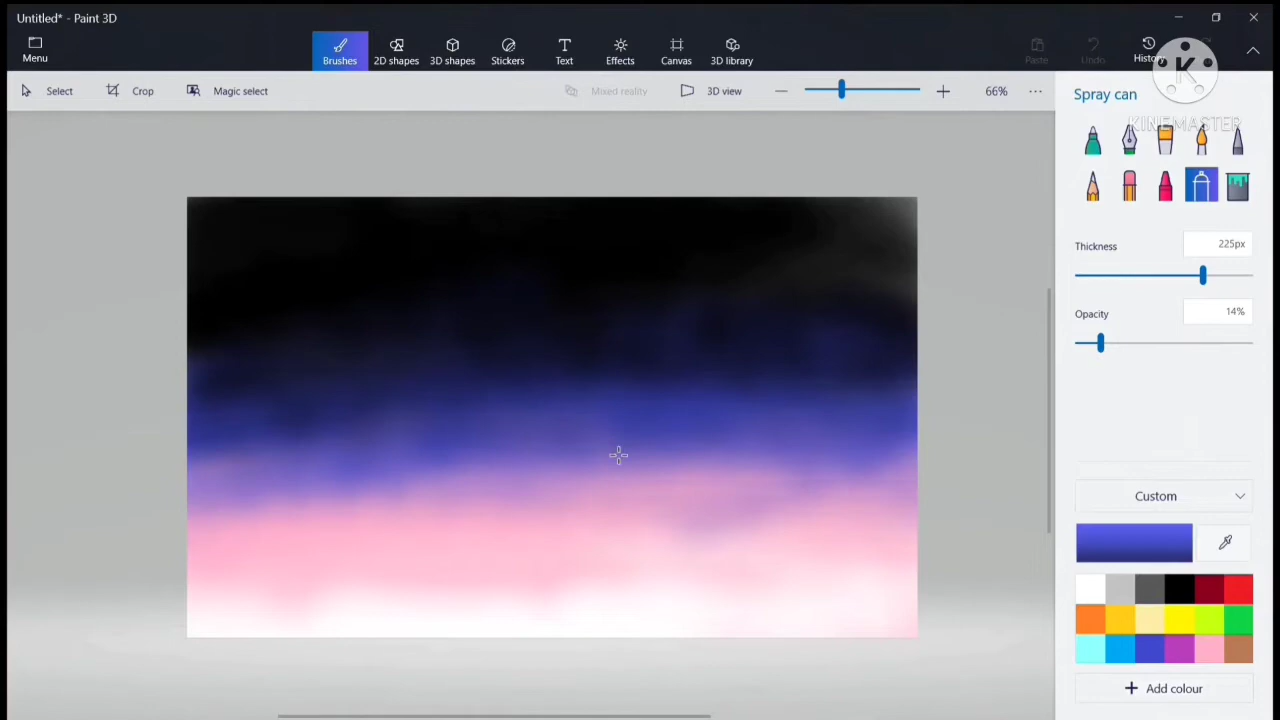 Untitled* - Paint 3D
Menu
Brushes
2D shapes
3D shapes
Stickers
Text
Effects
Canvas
3D library
Paste
Undo
History
K
KINEMASTER
Select
Crop
Magic select
Mixed reality
3D view
66%
Spray can
Thickness
225px
Opacity
14%
Custom
Add colour